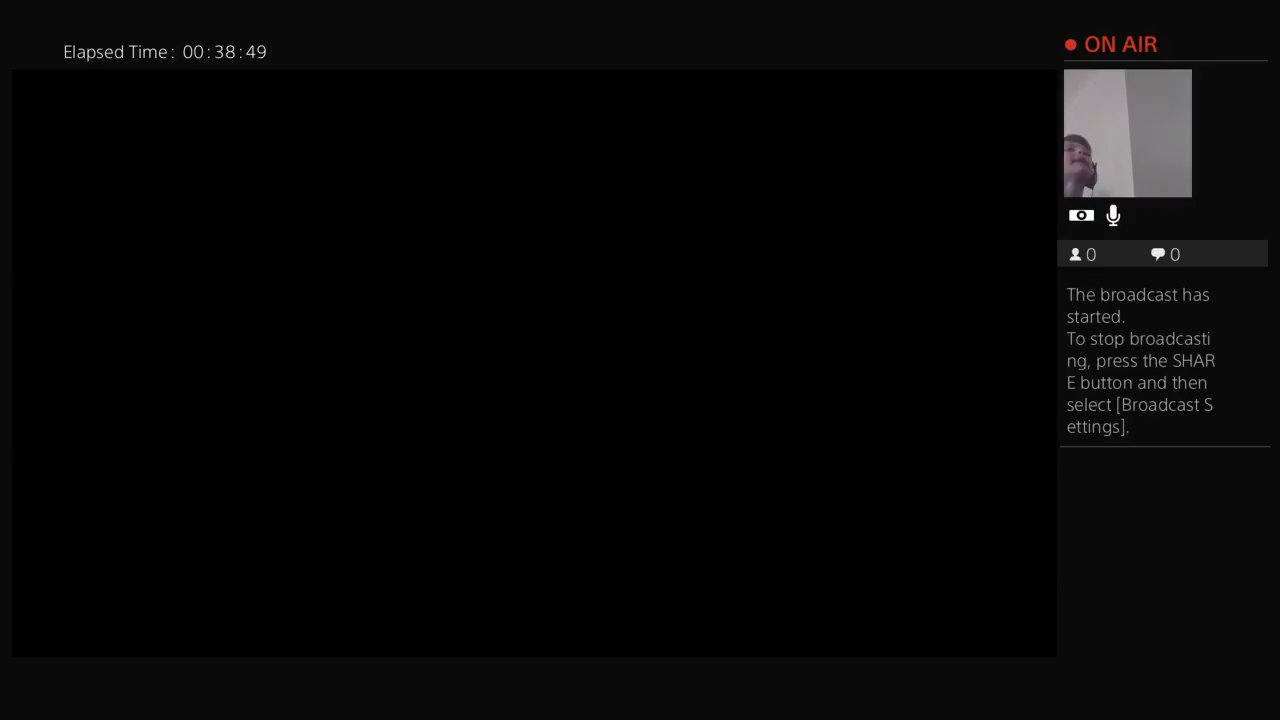 Elapsed Time: 00:38:49
ON AIR
0 0
The broadcast has
started.
To stop broadcasti
ng, press the SHAR
E button and then
select [Broadcast S
ettings].